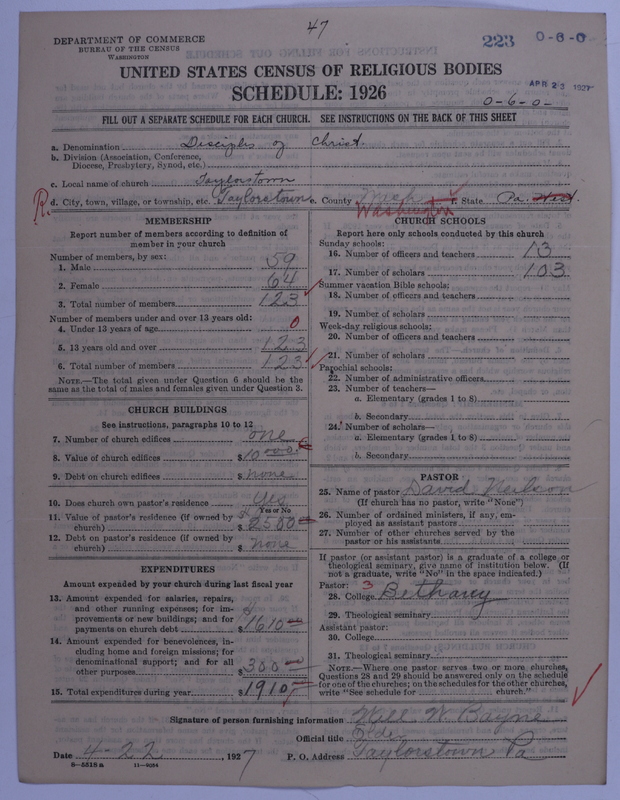 47
DEPARTMENT OF COMMERCE
BUREAU OF THE CENSUS
WASHINGTON
223 0-6-0
UNITED STATES CENSUS OF RELIGIOUS BODIES
SCHEDULE: 1926
APR 25 1927
0-6-0-
FILL OUT A SEPARATE SCHEDULE FOR EACH CHURCH. SEE INSTRUCTIONS ON THE BACK OF THIS SHEET
a. Denomination Disciples of Christ
b. Division (Association, Conference, Diocese, Presbytery, Synod, etc.)
c. Local name of church Taylorstown
R. d. City, town, village, or township, etc. Taylorstown e. County Washington f. State Pa.
MEMBERSHIP
Report number of members according to definition of member in your church
Number of members, by sex:
1. Male 59
2. Female 64
3. Total number of members 123
Number of members under and over 13 years old:
4. Under 13 years of age 0
5. 13 years old and over 123
6. Total number of members 123
NOTE.—The total given under Question 6 should be the same as the total of males and females given under Question 3.
CHURCH BUILDINGS
See instructions, paragraphs 10 to 12
7. Number of church edifices one
8. Value of church edifices $10000
9. Debt on church edifices $ none
10. Does church own pastor's residence Yes
Yes or No
11. Value of pastor's residence (if owned by church) $2500
12. Debt on pastor's residence (if owned by church) $ none
EXPENDITURES
Amount expended by your church during last fiscal year
13. Amount expended for salaries, repairs, and other running expenses; for improvements or new buildings; and for payments on church debt $1610 00
14. Amount expended for benevolences, including home and foreign missions; for denominational support; and for all other purposes $300 00
15. Total expenditures during year $1910
CHURCH SCHOOLS
Report here only schools conducted by this church
Sunday schools:
16. Number of officers and teachers 13
17. Number of scholars 103
Summer vacation Bible schools:
18. Number of officers and teachers
19. Number of scholars
Week-day religious schools:
20. Number of officers and teachers
21. Number of scholars
Parochial schools:
22. Number of administrative officers
23. Number of teachers—
a. Elementary (grades 1 to 8)
b. Secondary
24. Number of scholars—
a. Elementary (grades 1 to 8)
b. Secondary
PASTOR
25. Name of pastor David Neilson
(If church has no pastor, write "None")
26. Number of ordained ministers, if any, employed as assistant pastors
27. Number of other churches served by the pastor or his assistants
If pastor (or assistant pastor) is a graduate of a college or theological seminary, give name of institution below. (If not a graduate, write "No" in the space indicated.)
Pastor: 3
28. College Bethany
29. Theological seminary
Assistant pastor:
30. College
31. Theological seminary
NOTE.—Where one pastor serves two or more churches, Questions 28 and 29 should be answered only on the schedule for one of the churches; on the schedules for the other churches, write "See schedule for church."
Signature of person furnishing information Will W Bayne
Official title Elder
Date 4-22, 1927 P. O. Address Taylorstown Pa
8-5318a 11-9054